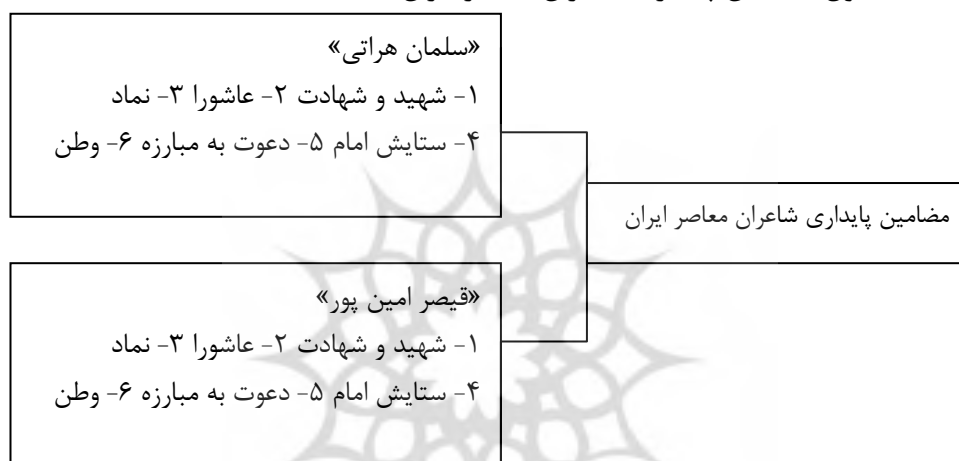 «سلمان هراتی»
۱- شهید و شهادت ۲- عاشورا ۳- نماد
۴- ستایش امام ۵- دعوت به مبارزه ۶- وطن
مضامین پایداری شاعران معاصر ایران
«قیصر امین پور»
۱- شهید و شهادت ۲- عاشورا ۳- نماد
۴- ستایش امام ۵- دعوت به مبارزه ۶- وطن